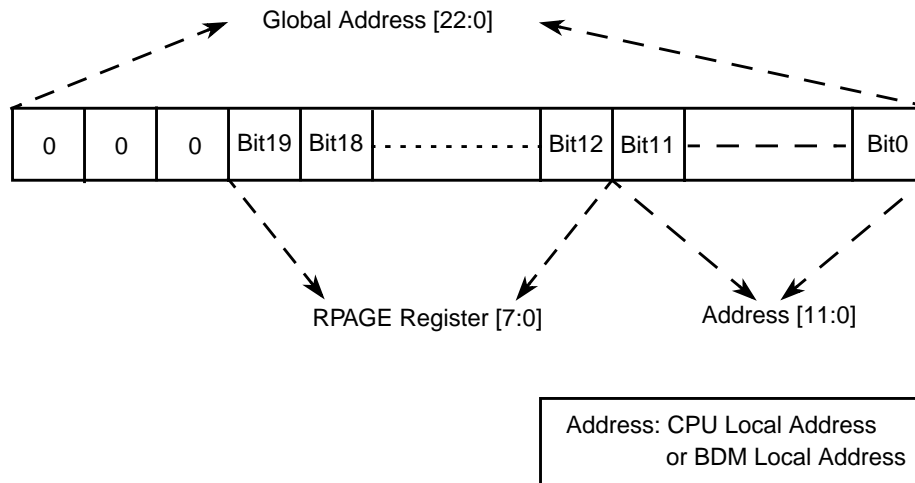 Global Address [22:0]
0 0 0 Bit19 Bit18 Bit12 Bit11 Bit0
RPAGE Register [7:0] Address [11:0]
Address: CPU Local Address
or BDM Local Address